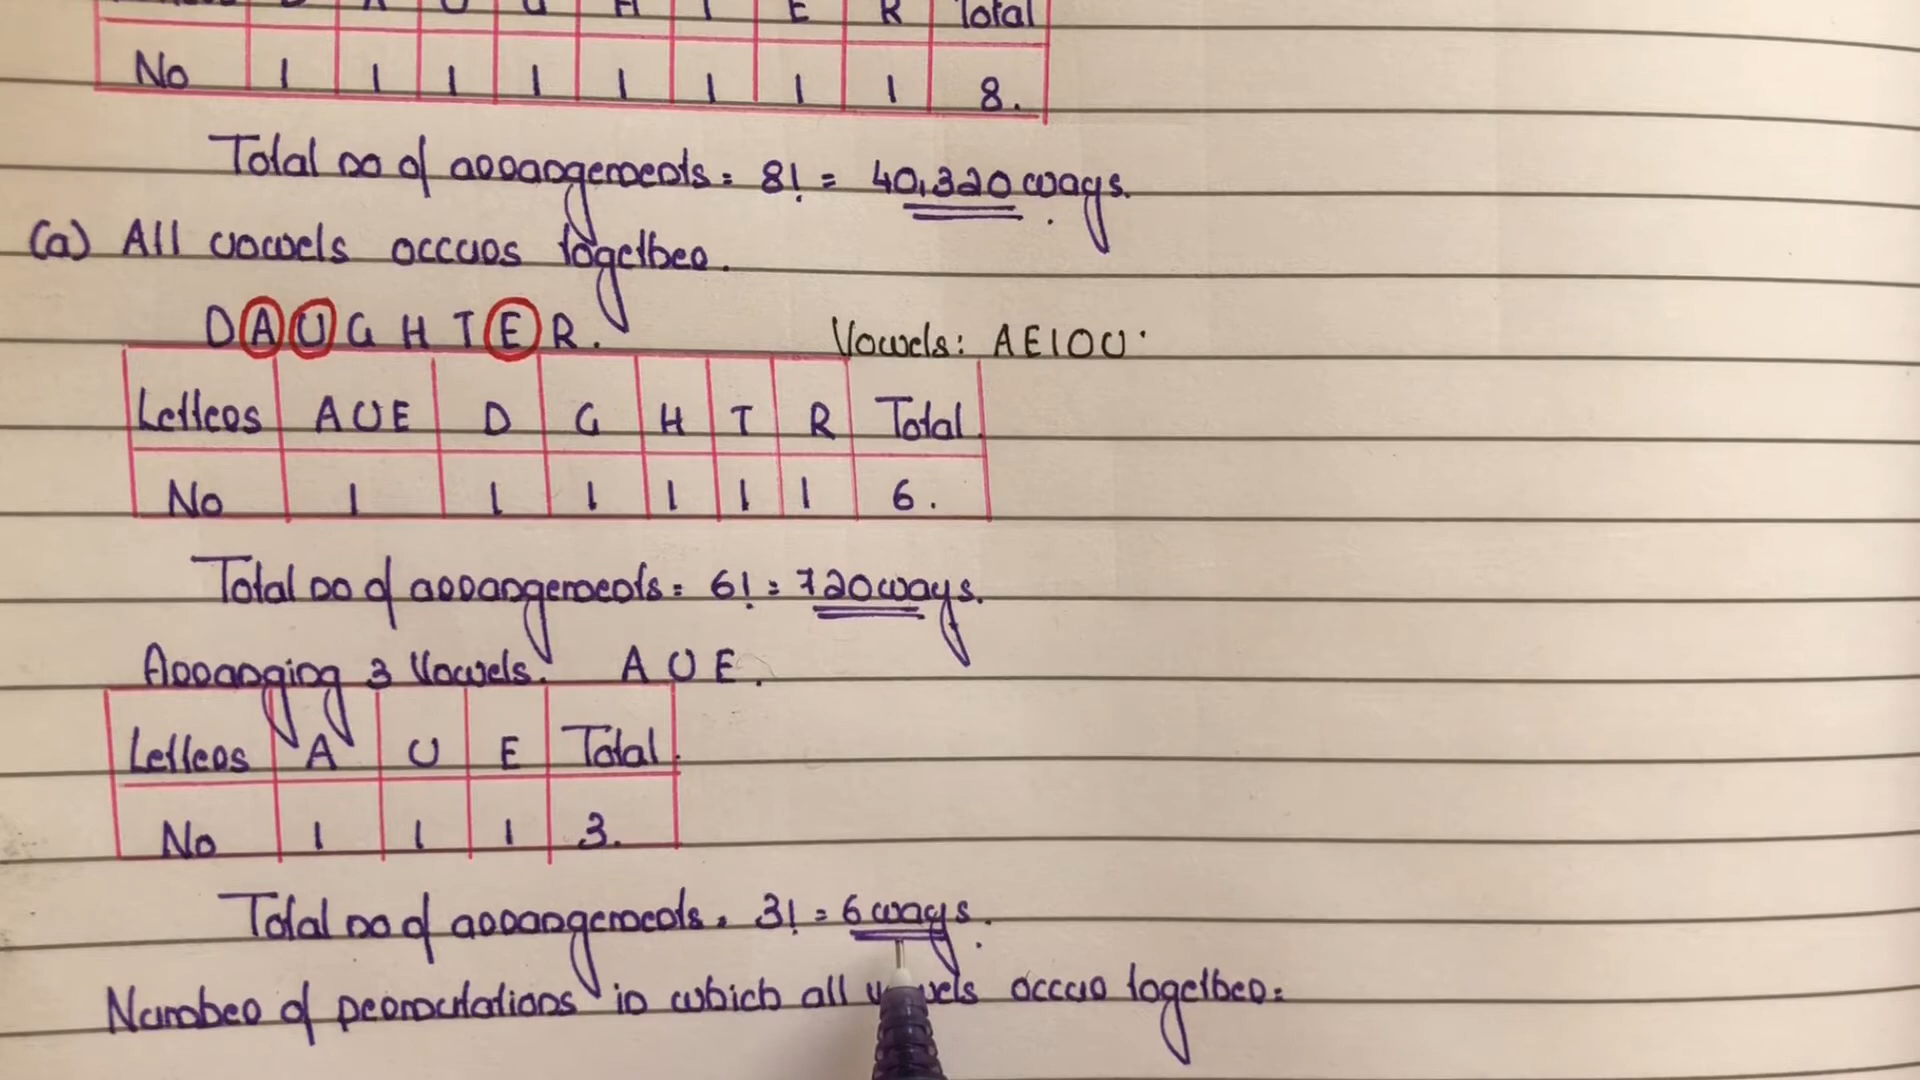 D A U G H T E R Total
No 1 1 1 1 1 1 1 1 8.
Total no of arrangements = 8! = 40,320 ways.
(a) All vowels occurs together.
D A U G H T E R.
Vowels: A E I O U.
Letters AUE D G H T R Total
No 1 1 1 1 1 1 6.
Total no of arrangements = 6! = 720 ways.
Arranging 3 Vowels. A U E.
Letters A U E Total
No 1 1 1 3.
Total no of arrangements = 3! = 6 ways.
Number of permutations in which all vowels occur together =